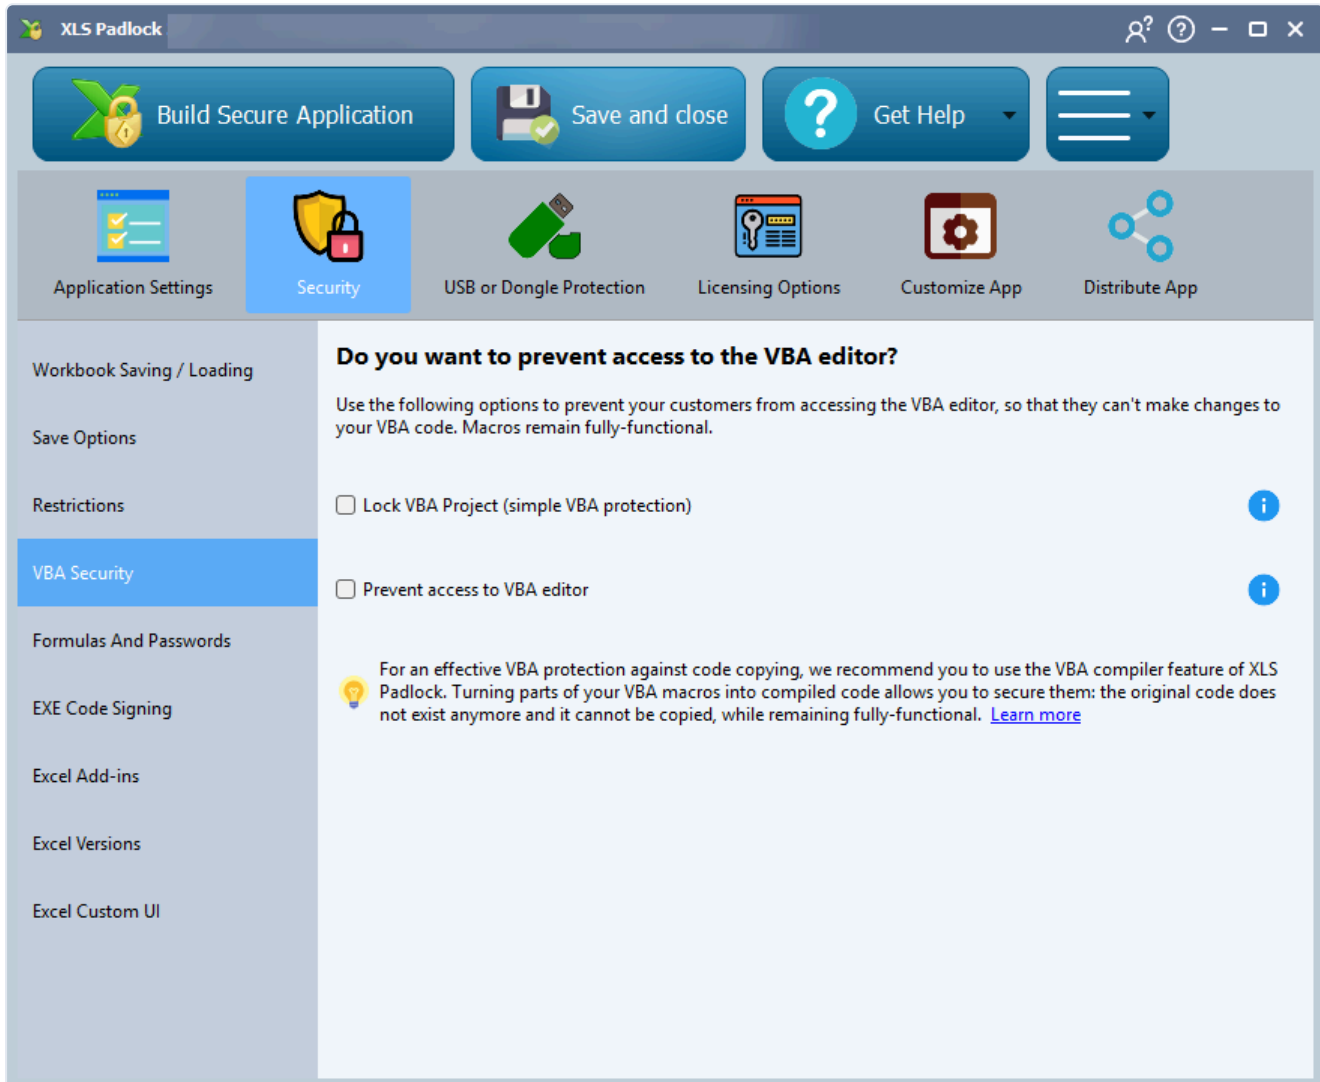 XLS Padlock
Build Secure Application
Save and close
Get Help
Application Settings
Security
USB or Dongle Protection
Licensing Options
Customize App
Distribute App
Workbook Saving / Loading
Save Options
Restrictions
VBA Security
Formulas And Passwords
EXE Code Signing
Excel Add-ins
Excel Versions
Excel Custom UI
Do you want to prevent access to the VBA editor?
Use the following options to prevent your customers from accessing the VBA editor, so that they can't make changes to
your VBA code. Macros remain fully-functional.
Lock VBA Project (simple VBA protection)
Prevent access to VBA editor
For an effective VBA protection against code copying, we recommend you to use the VBA compiler feature of XLS
Padlock. Turning parts of your VBA macros into compiled code allows you to secure them: the original code does
not exist anymore and it cannot be copied, while remaining fully-functional. Learn more